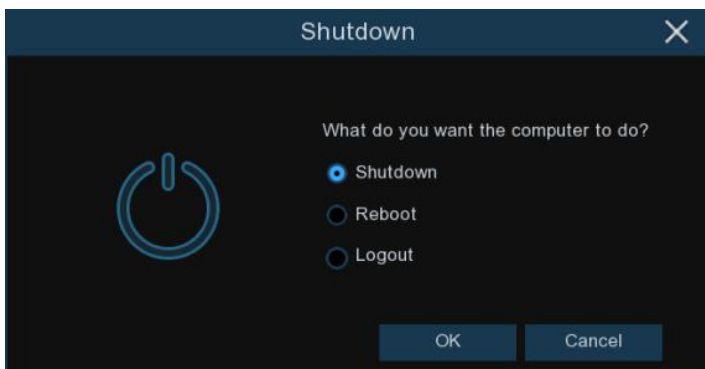 Shutdown
What do you want the computer to do?
Shutdown
Reboot
Logout
OK
Cancel